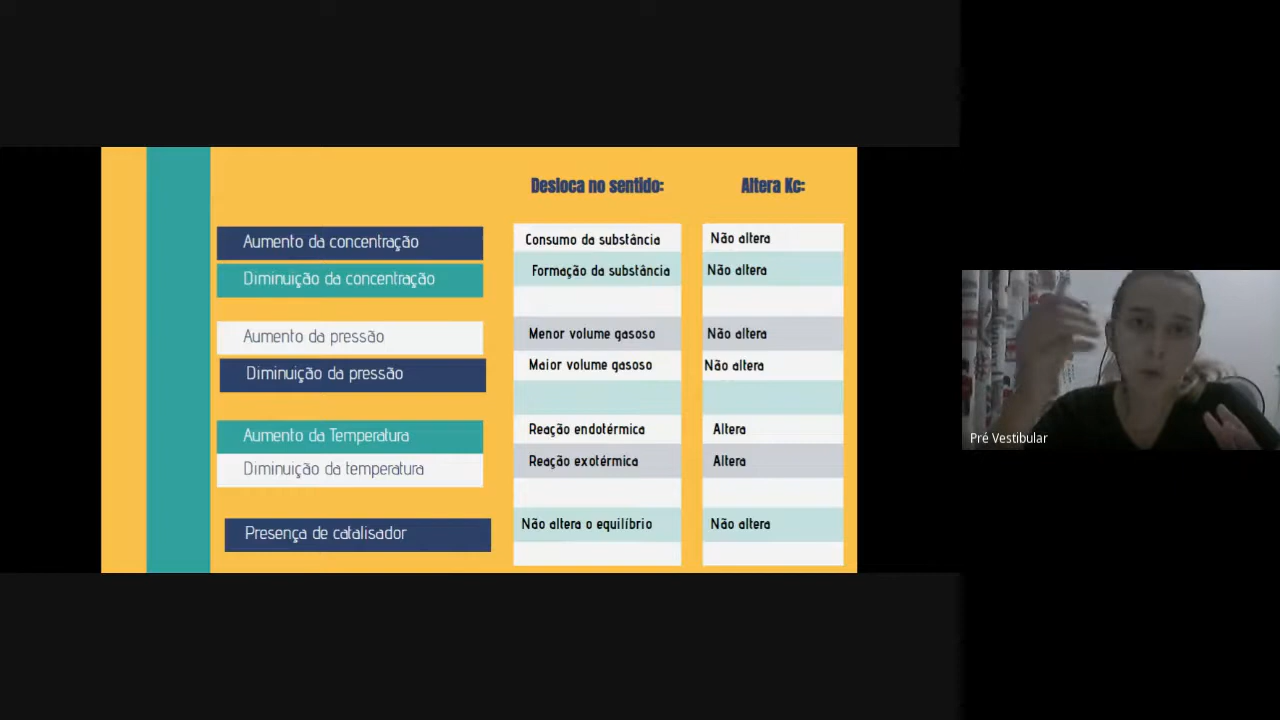 Desloca no sentido: Altera Kc:
Aumento da concentração Consumo da substância Não altera
Diminuição da concentração Formação da substância Não altera
Aumento da pressão Menor volume gasoso Não altera
Diminuição da pressão Maior volume gasoso Não altera
Aumento da Temperatura Reação endotérmica Altera
Diminuição da temperatura Reação exotérmica Altera
Presença de catalisador Não altera o equilíbrio Não altera
Pré Vestibular